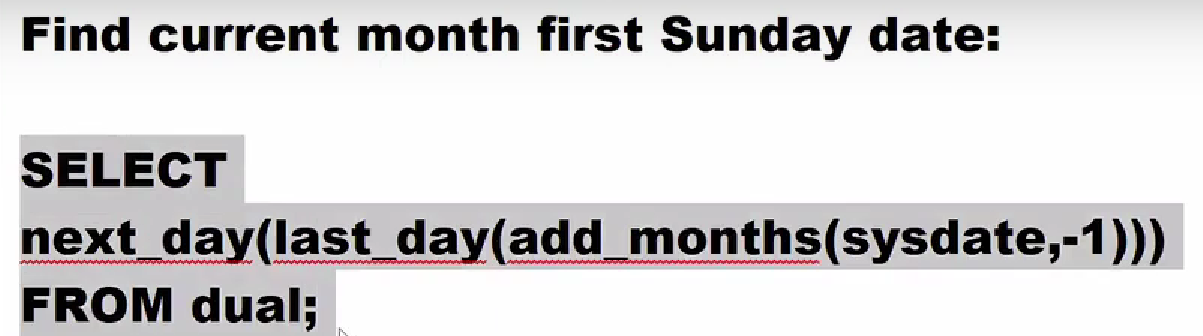 Find current month first Sunday date:
SELECT
next_day(last_day(add_months(sysdate,-1)))
FROM dual;